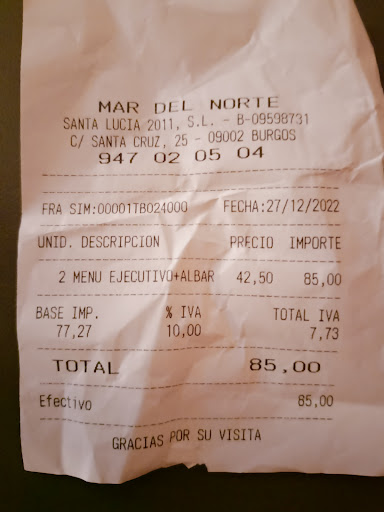 MAR DEL NORTE
SANTA LUCIA 2011, S.L. - B-09598731
C/ SANTA CRUZ, 25 - 09002 BURGOS
947 02 05 04
FRA SIM:00001TB024000 FECHA:27/12/2022
UNID. DESCRIPCION PRECIO IMPORTE
2 MENU EJECUTIVO+ALBAR 42,50 85,00
BASE IMP. % IVA TOTAL IVA
77,27 10,00 7,73
TOTAL 85,00
Efectivo 85,00
GRACIAS POR SU VISITA